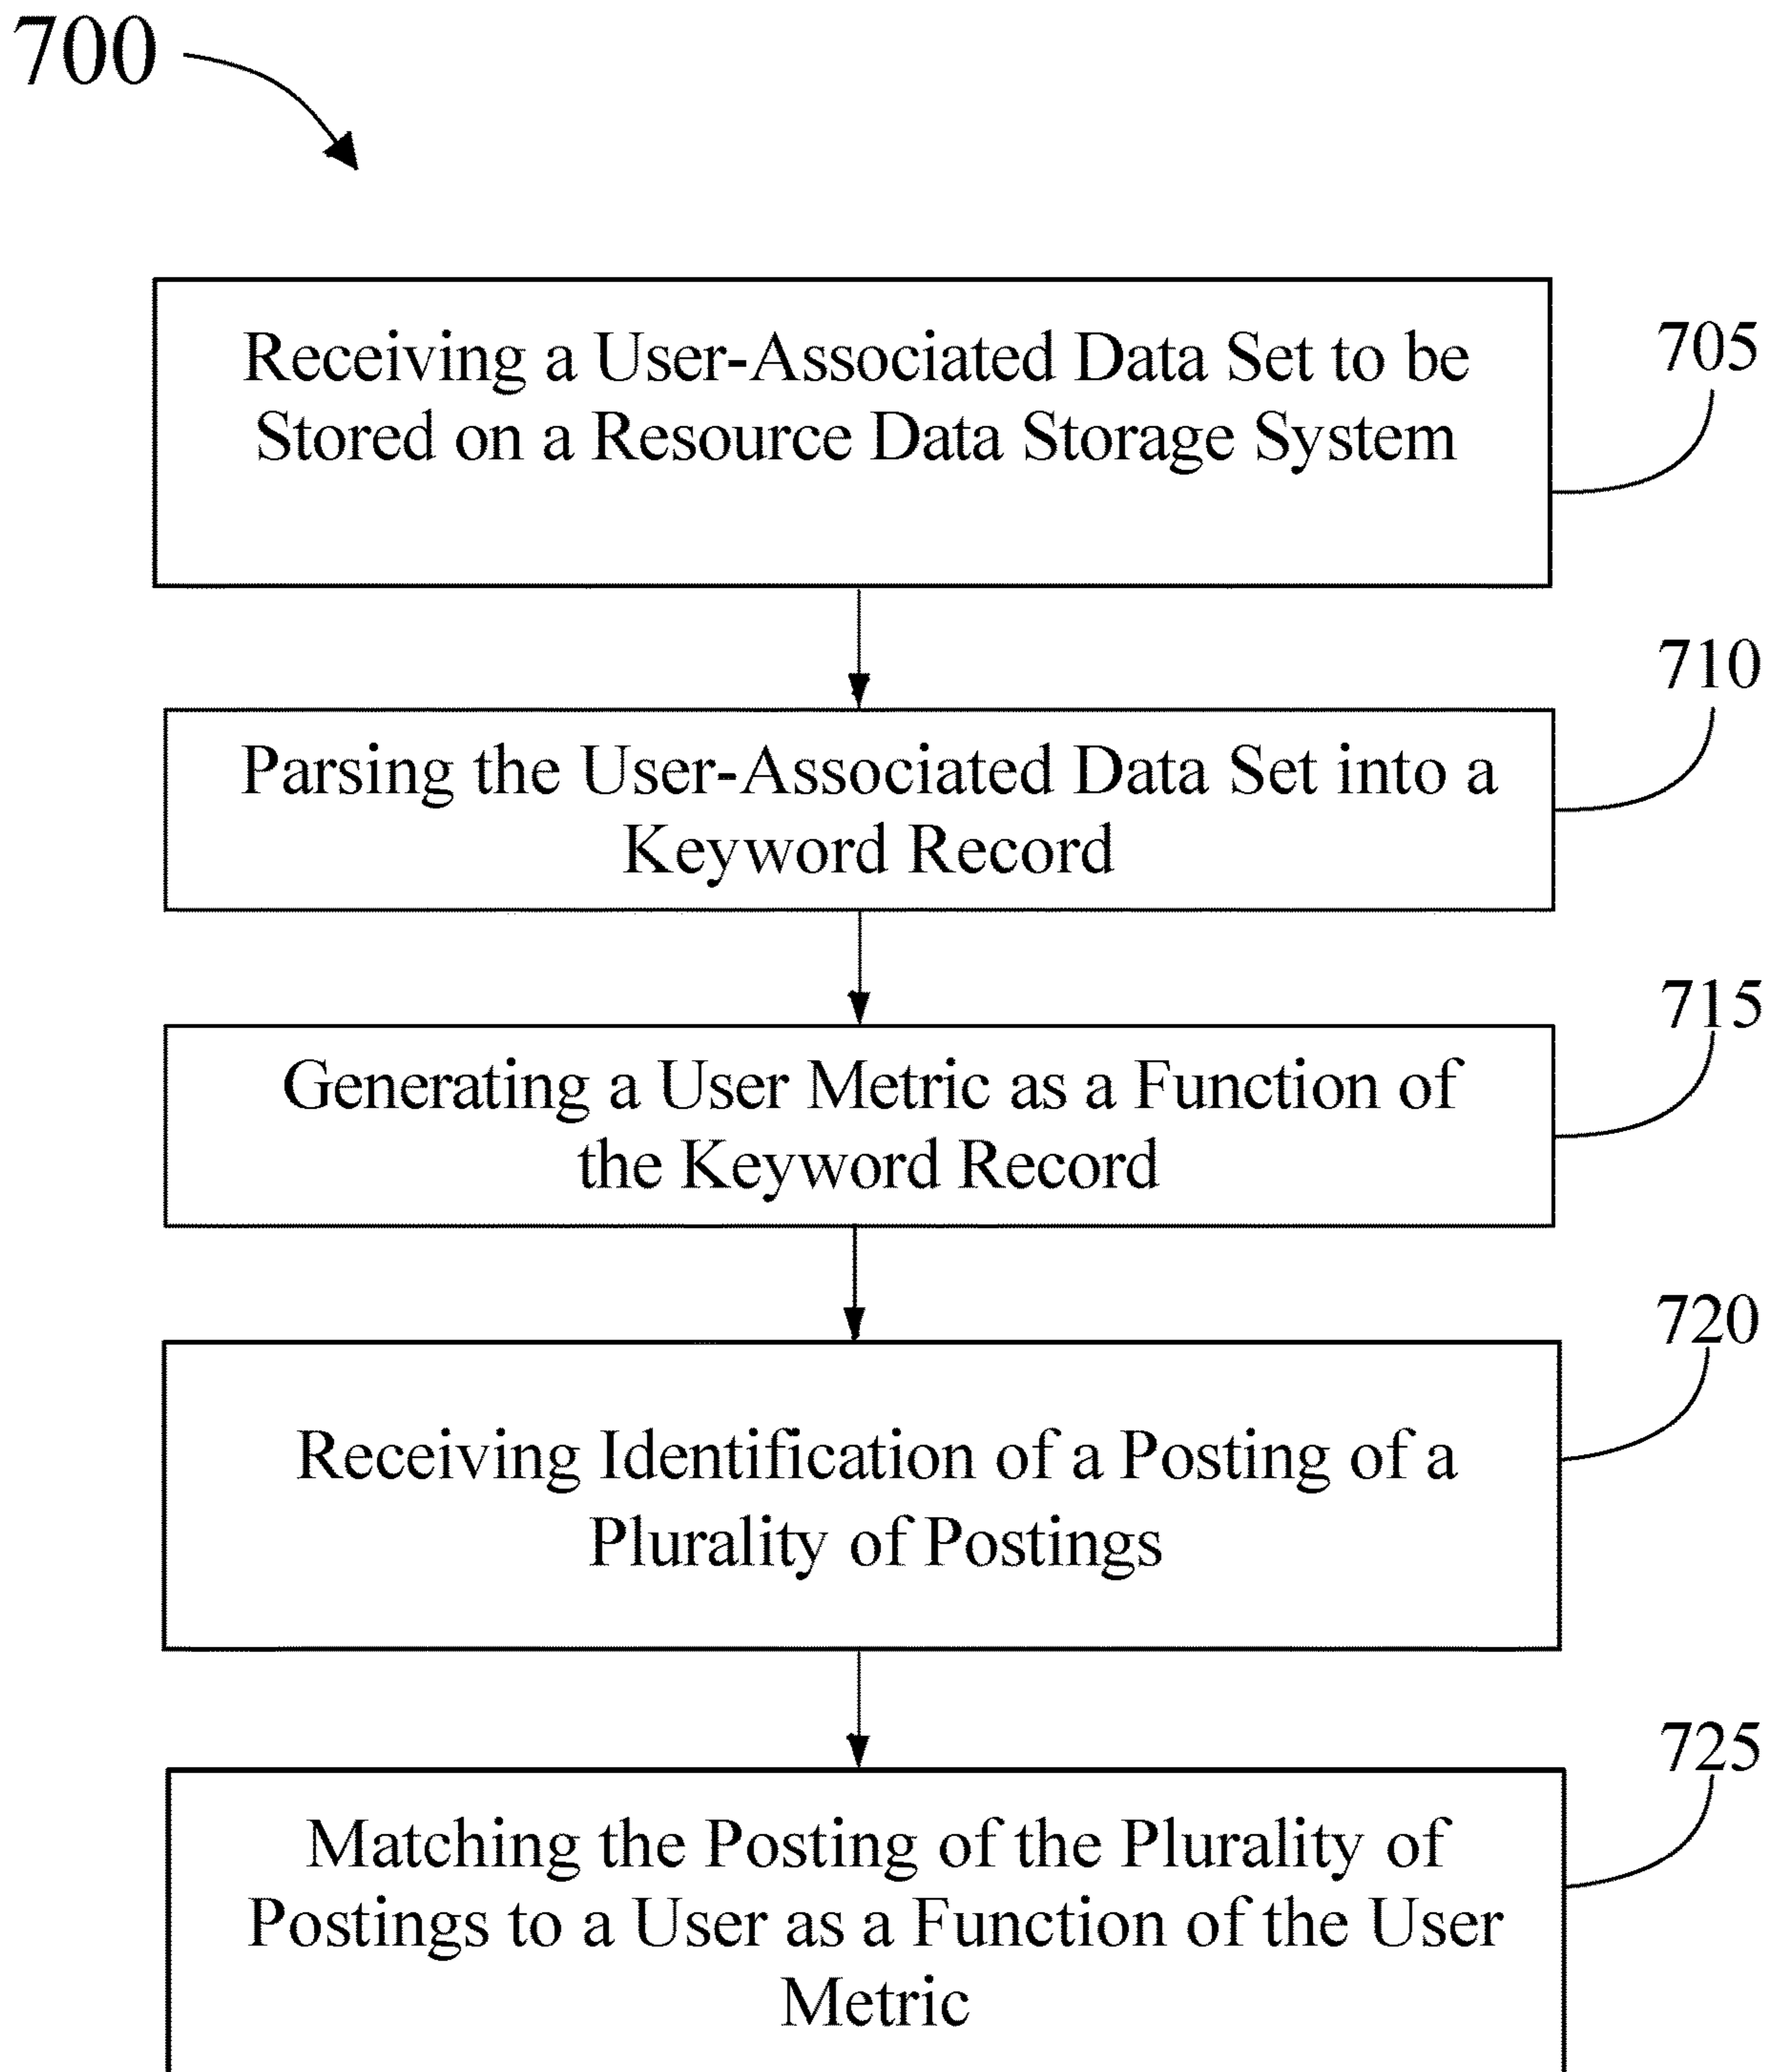 700
Receiving a User-Associated Data Set to be
Stored on a Resource Data Storage System
705
Parsing the User-Associated Data Set into a
Keyword Record
710
Generating a User Metric as a Function of
the Keyword Record
715
Receiving Identification of a Posting of a
Plurality of Postings
720
Matching the Posting of the Plurality of
Postings to a User as a Function of the User
Metric
725